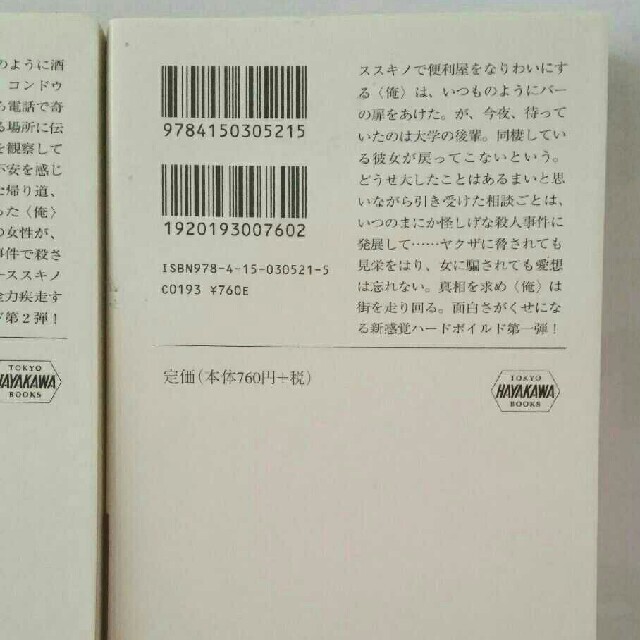 のように酒
コンドウ
ら電話で奇
る場所に伝
を観察して
不安を感じ
た帰り道、
った〈俺〉
の女性が、
事件で殺さ
ーススキノ
全力疾走す
ド第2弾!
TOKYO
HAYAKAWA
BOOKS
9784150305215
1920193007602
ISBN978-4-15-030521-5
C0193 ¥760E
ススキノで便利屋をなりわいにす
る〈俺〉は、いつものようにバー
の扉をあけた。が、今夜、待って
いたのは大学の後輩。同棲してい
る彼女が戻ってこないという。
どうせ大したことはあるまいと思
いながら引き受けた相談ごとは、
いつのまにか怪しげな殺人事件に
発展して……ヤクザに脅されても
見栄をはり、女に騙されても愛想
は忘れない。真相を求め〈俺〉は
街を走り回る。面白さがくせにな
る新感覚ハードボイルド第一弾!
定価(本体760円+税)
TOKYO
HAYAKAWA
BOOKS